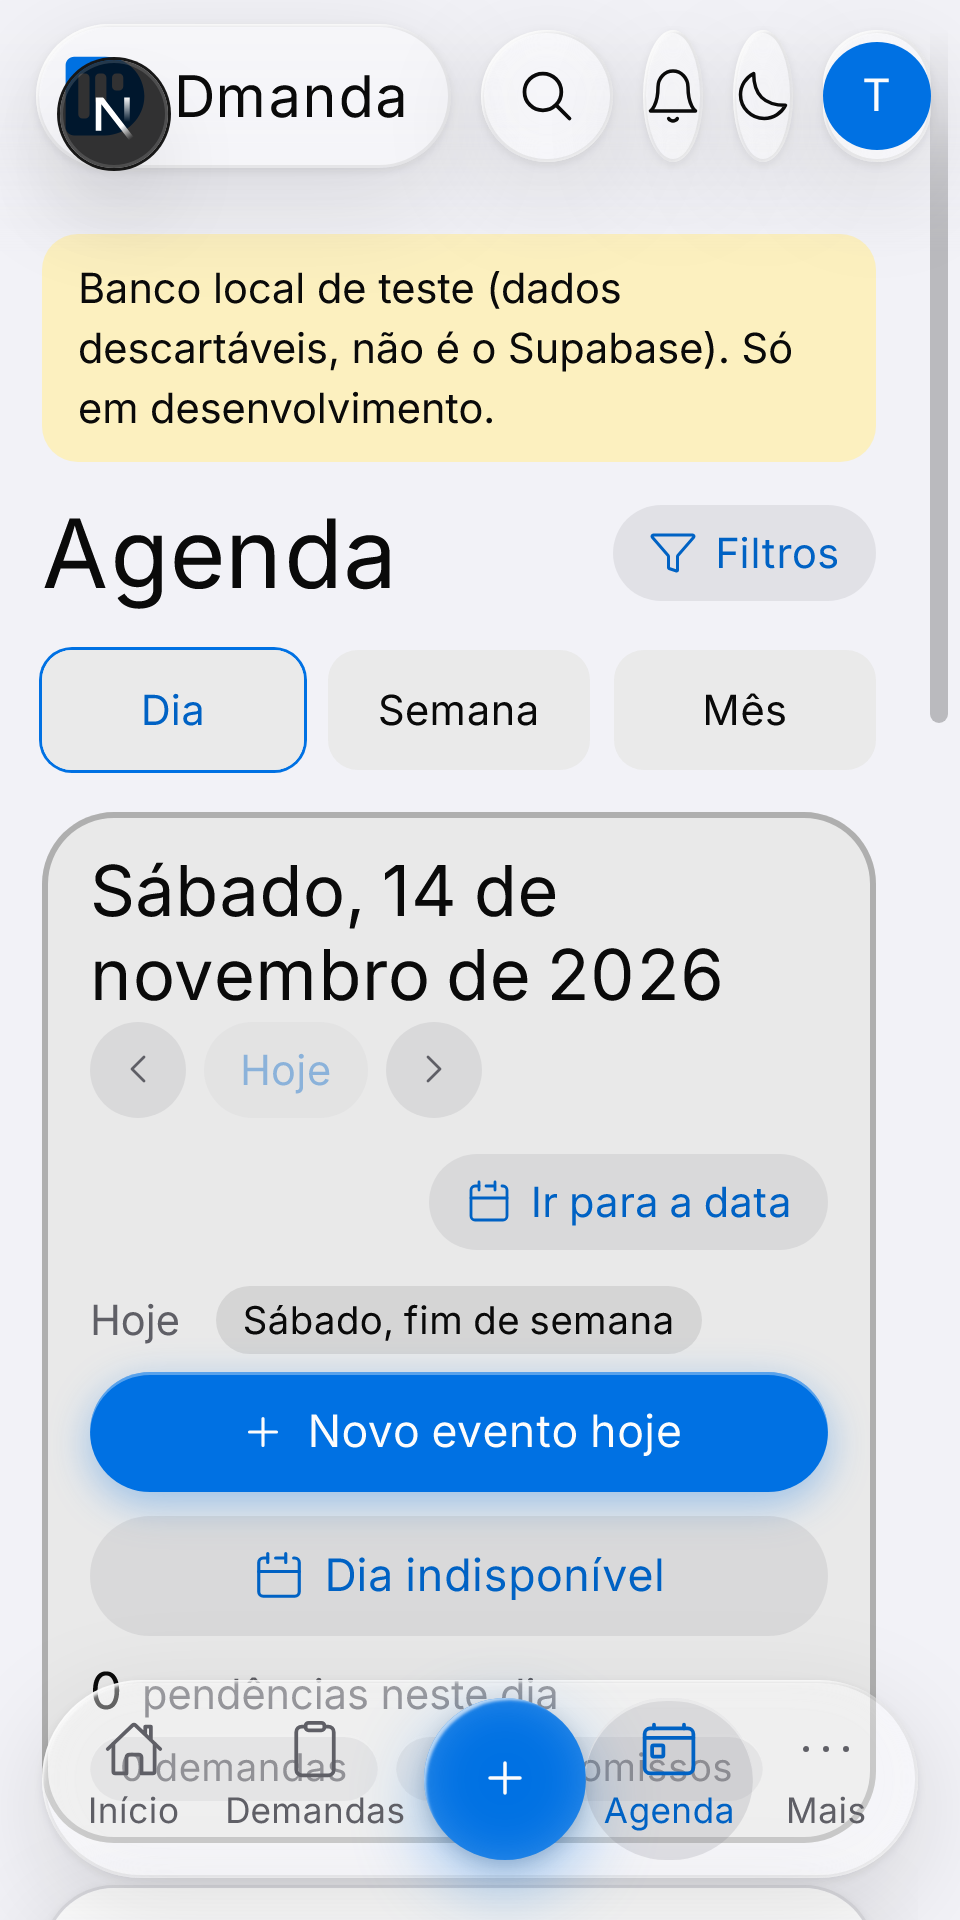 N
Dmanda
T
Banco local de teste (dados
descartáveis, não é o Supabase). Só
em desenvolvimento.
Agenda
Filtros
Dia
Semana
Mês
Sábado, 14 de
novembro de 2026
Hoje
Ir para a data
Hoje
Sábado, fim de semana
Novo evento hoje
Dia indisponível
0 pendências neste dia
0 demandas
Início
Demandas
Agenda
Mais